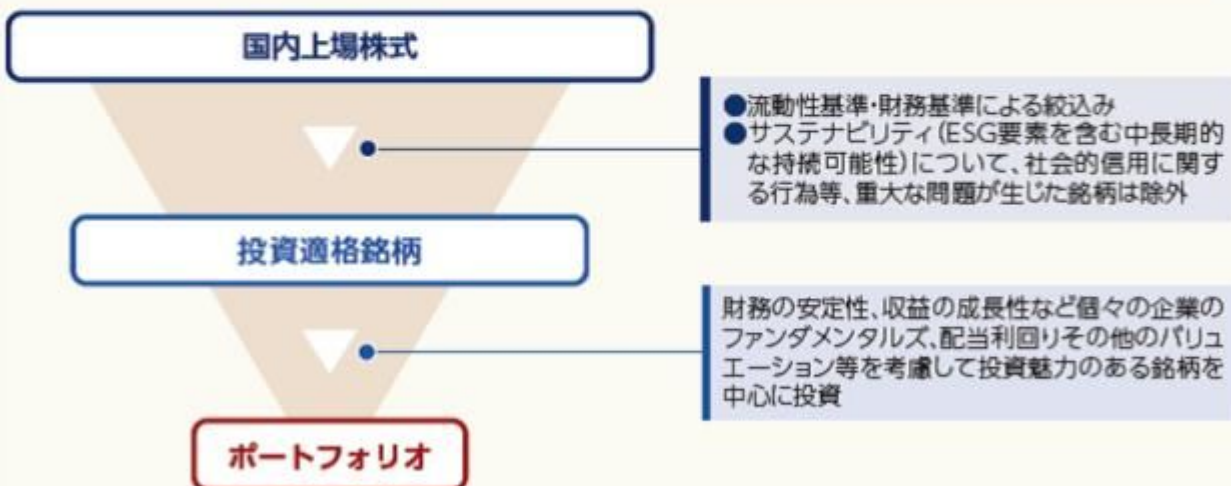 国内上場株式
●流動性基準・財務基準による絞込み
●サステナビリティ(ESG要素を含む中長期的
な持続可能性)について、社会的信用に関す
る行為等、重大な問題が生じた銘柄は除外
投資適格銘柄
財務の安定性、収益の成長性など個々の企業の
ファンダメンタルズ、配当利回りその他のバリュ
エーション等を考慮して投資魅力のある銘柄を
中心に投資
ポートフォリオ